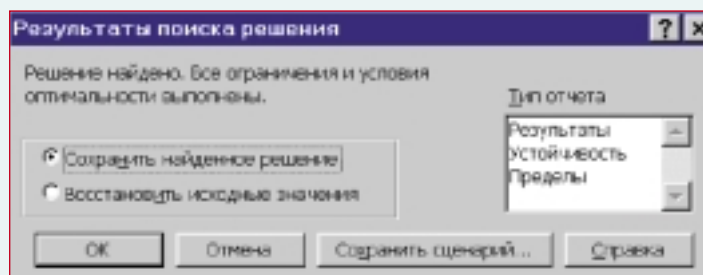 Результаты поиска решения
? ×
Решение найдено. Все ограничения и условия
оптимальности выполнены.
Тип отчета
Результаты
Устойчивость
Пределы
Сохранить найденное решение
Восстановить исходные значения
ОК
Отмена
Сохранить сценарий...
Справка